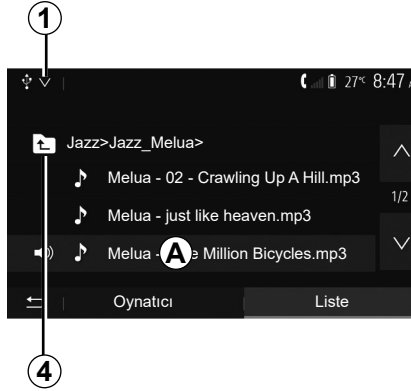 1
27°C 8:47
Jazz>Jazz_Melua>
Melua - 02 - Crawling Up A Hill.mp3
Melua - just like heaven.mp3
1/2
Melua - A Million Bicycles.mp3
Oynatıcı
Liste
4